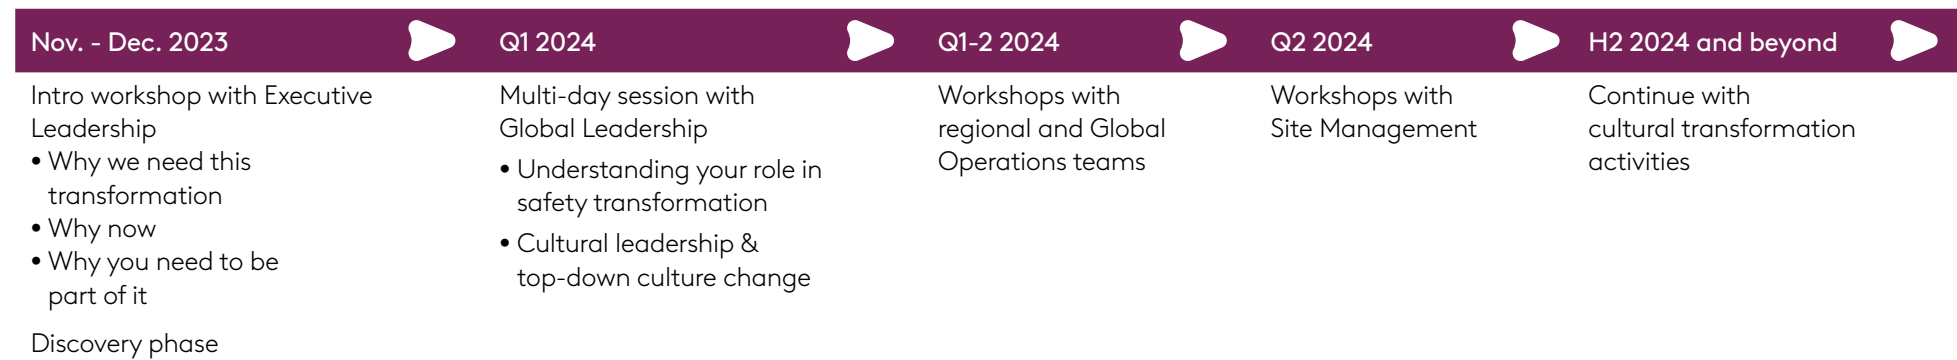 Nov. - Dec. 2023
Intro workshop with Executive
Leadership
• Why we need this
transformation
• Why now
• Why you need to be
part of it
Discovery phase
Q1 2024
Multi-day session with
Global Leadership
• Understanding your role in
safety transformation
• Cultural leadership &
top-down culture change
Q1-2 2024
Workshops with
regional and Global
Operations teams
Q2 2024
Workshops with
Site Management
H2 2024 and beyond
Continue with
cultural transformation
activities